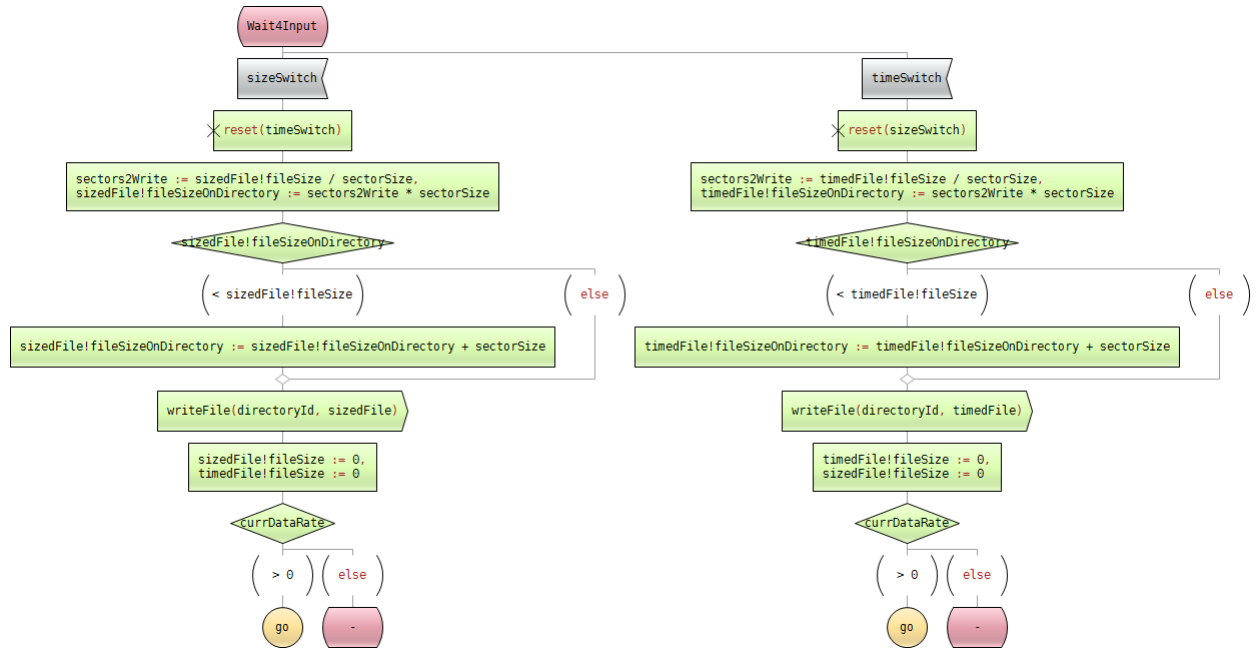 Wait4Input
sizeSwitch
reset(timeSwitch)
sectors2Write := sizedFile!fileSize / sectorSize,
sizedFile!fileSizeOnDirectory := sectors2Write * sectorSize
sizedFile!fileSizeOnDirectory
< sizedFile!fileSize
else
sizedFile!fileSizeOnDirectory := sizedFile!fileSizeOnDirectory + sectorSize
writeFile(directoryId, sizedFile)
sizedFile!fileSize := 0,
timedFile!fileSize := 0
currDataRate
> 0
else
go
-
timeSwitch
reset(sizeSwitch)
sectors2Write := timedFile!fileSize / sectorSize,
timedFile!fileSizeOnDirectory := sectors2Write * sectorSize
timedFile!fileSizeOnDirectory
< timedFile!fileSize
else
timedFile!fileSizeOnDirectory := timedFile!fileSizeOnDirectory + sectorSize
writeFile(directoryId, timedFile)
timedFile!fileSize := 0,
sizedFile!fileSize := 0
currDataRate
> 0
else
go
-